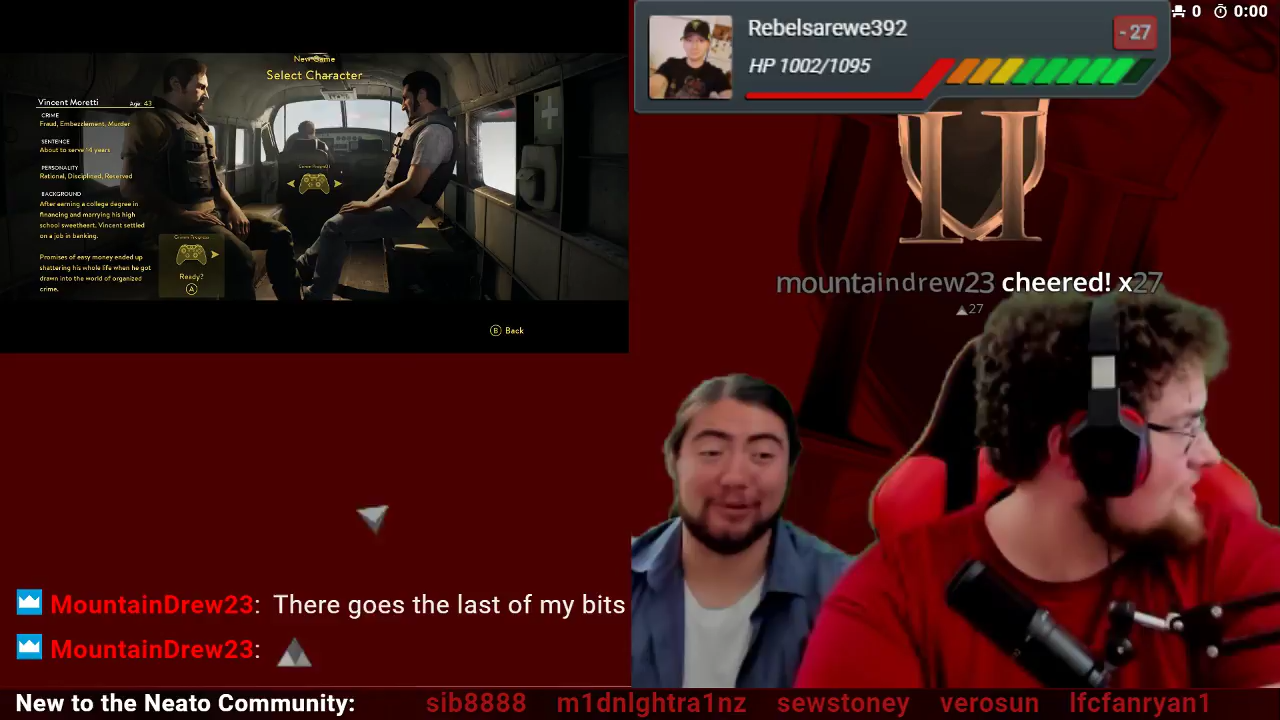 New Game
Select Character
Vincent Moretti
Age: 43
CRIME
Fraud, Embezzlement, Murder
SENTENCE
About to serve 14 years
PERSONALITY
Rational, Disciplined, Reserved
BACKGROUND
After earning a college degree in
financing and marrying his high
school sweetheart, Vincent settled
on a job in banking.
Promises of easy money ended up
shattering his whole life when he got
drawn into the world of organized
crime.
Ready?
A
B Back
Rebelsarewe392
-27
HP 1002/1095
0 0:00
mountaindrew23 cheered! x27
27
MountainDrew23: There goes the last of my bits
MountainDrew23:
New to the Neato Community: sib8888 m1dnlghtra1nz sewstoney verosun lfcfanryan1